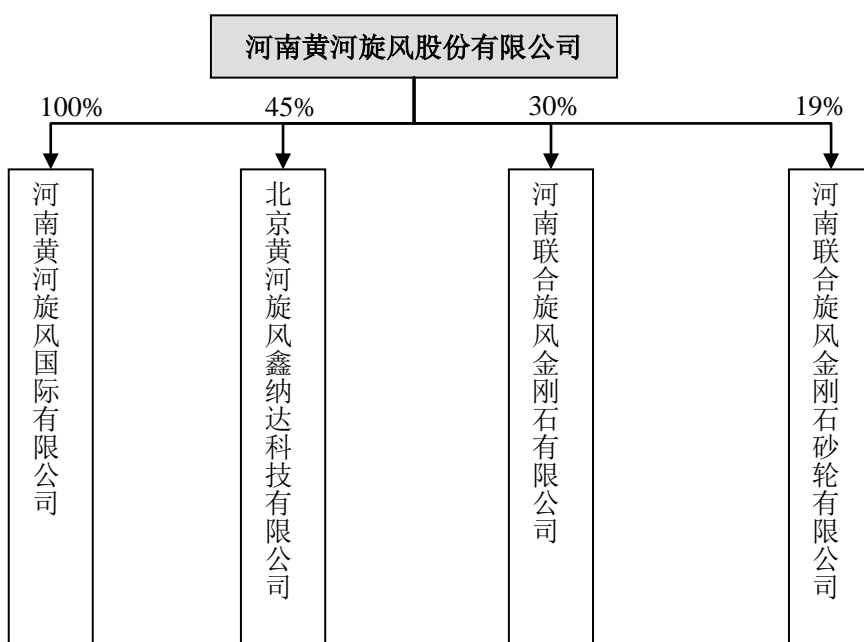 河南黄河旋风股份有限公司
100%
45%
30%
19%
河南黄河旋风国际有限公司
北京黄河旋风鑫纳达科技有限公司
河南联合旋风金刚石有限公司
河南联合旋风金刚石砂轮有限公司